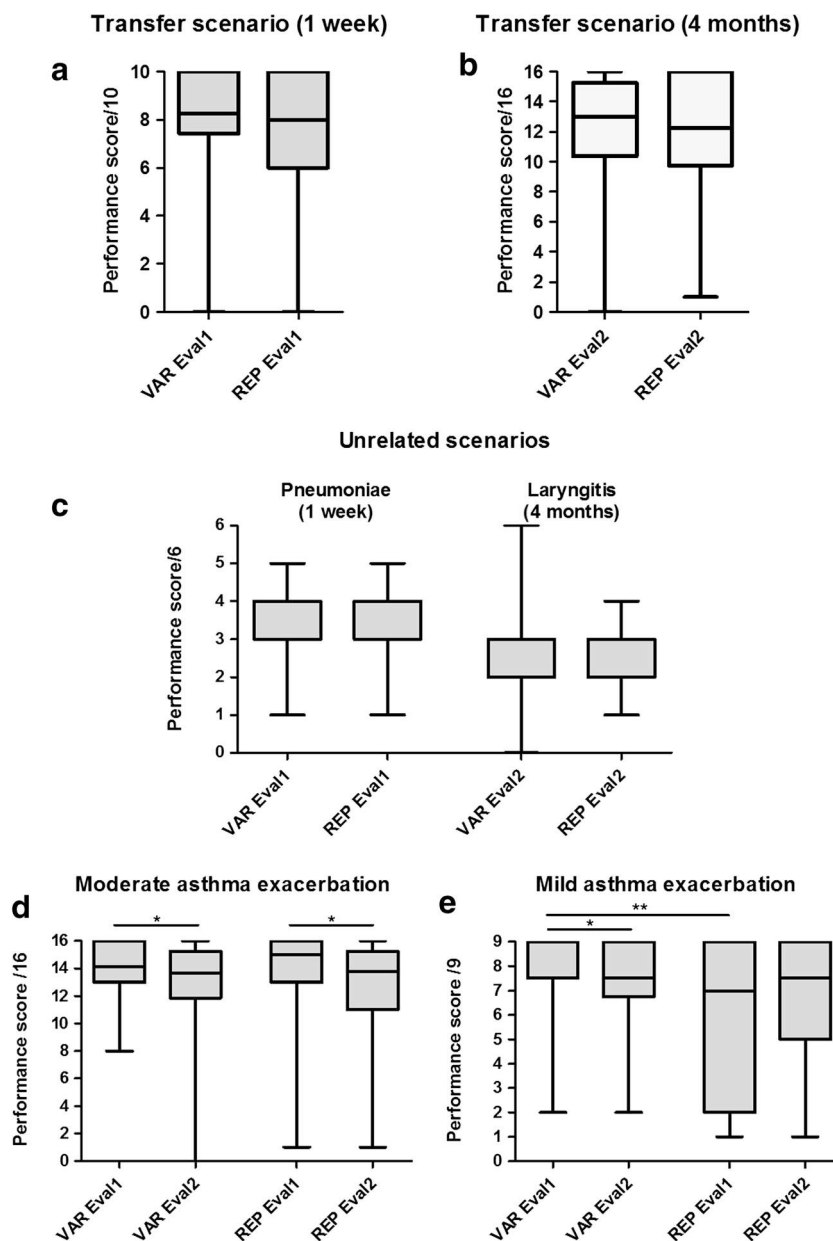 Transfer scenario (1 week)
Transfer scenario (4 months)
a
Performance score/10
10
8
6
4
2
0
VAR Eval1
REP Eval1
b
Performance score/16
16
14
12
10
8
6
4
2
0
VAR Eval2
REP Eval2
Unrelated scenarios
c
Pneumoniae
(1 week)
Laryngitis
(4 months)
Performance score/6
6
5
4
3
2
1
0
VAR Eval1
REP Eval1
VAR Eval2
REP Eval2
Moderate asthma exacerbation
d
*
*
Performance score /16
16
14
12
10
8
6
4
2
0
VAR Eval1
VAR Eval2
REP Eval1
REP Eval2
Mild asthma exacerbation
e
**
*
Performance score /9
9
8
7
6
5
4
3
2
1
0
VAR Eval1
VAR Eval2
REP Eval1
REP Eval2